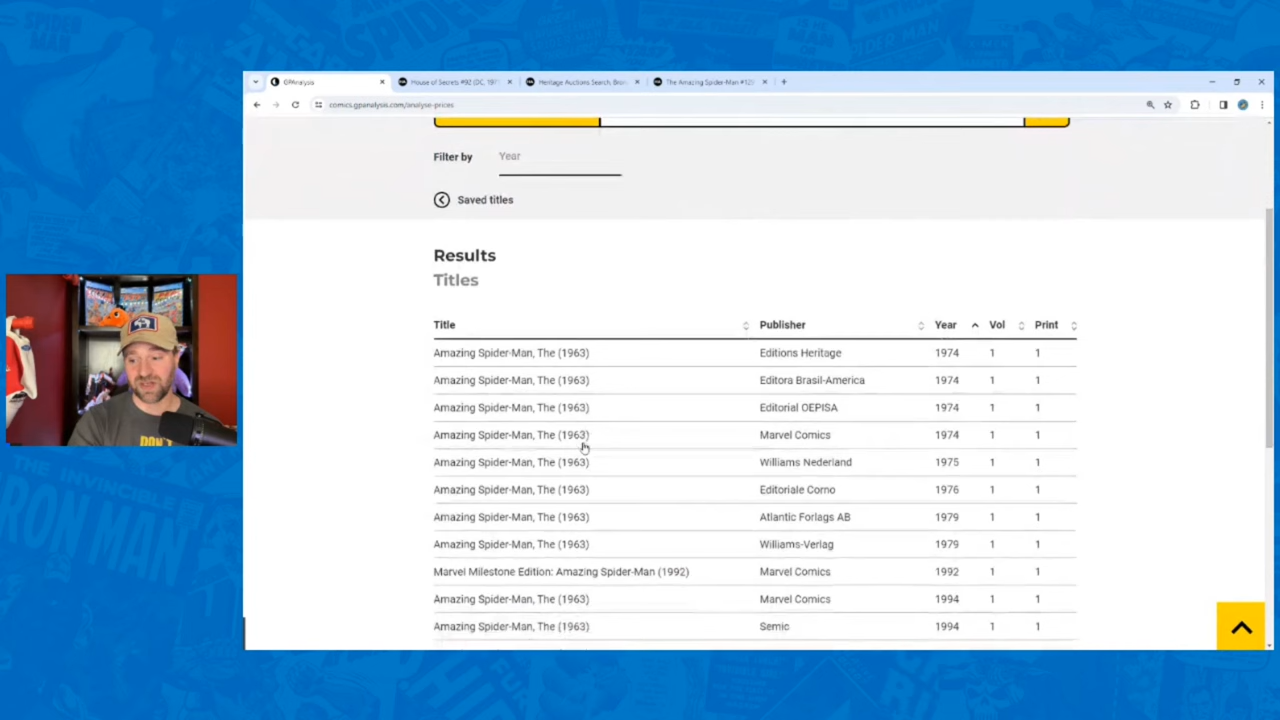 GPAnalysis
House of Secrets #92 (DC, 197
Heritage Auctions Search, Bron
The Amazing Spider-Man #129
comics.gpanalysis.com/analyse-prices
Filter by Year
Saved titles
Results
Titles
Title Publisher Year Vol Print
Amazing Spider-Man, The (1963) Editions Heritage 1974 1 1
Amazing Spider-Man, The (1963) Editora Brasil-America 1974 1 1
Amazing Spider-Man, The (1963) Editorial OEPISA 1974 1 1
Amazing Spider-Man, The (1963) Marvel Comics 1974 1 1
Amazing Spider-Man, The (1963) Williams Nederland 1975 1 1
Amazing Spider-Man, The (1963) Editoriale Corno 1976 1 1
Amazing Spider-Man, The (1963) Atlantic Forlags AB 1979 1 1
Amazing Spider-Man, The (1963) Williams-Verlag 1979 1 1
Marvel Milestone Edition: Amazing Spider-Man (1992) Marvel Comics 1992 1 1
Amazing Spider-Man, The (1963) Marvel Comics 1994 1 1
Amazing Spider-Man, The (1963) Semic 1994 1 1
DON'T
THE INVINCIBLE
IRON MAN